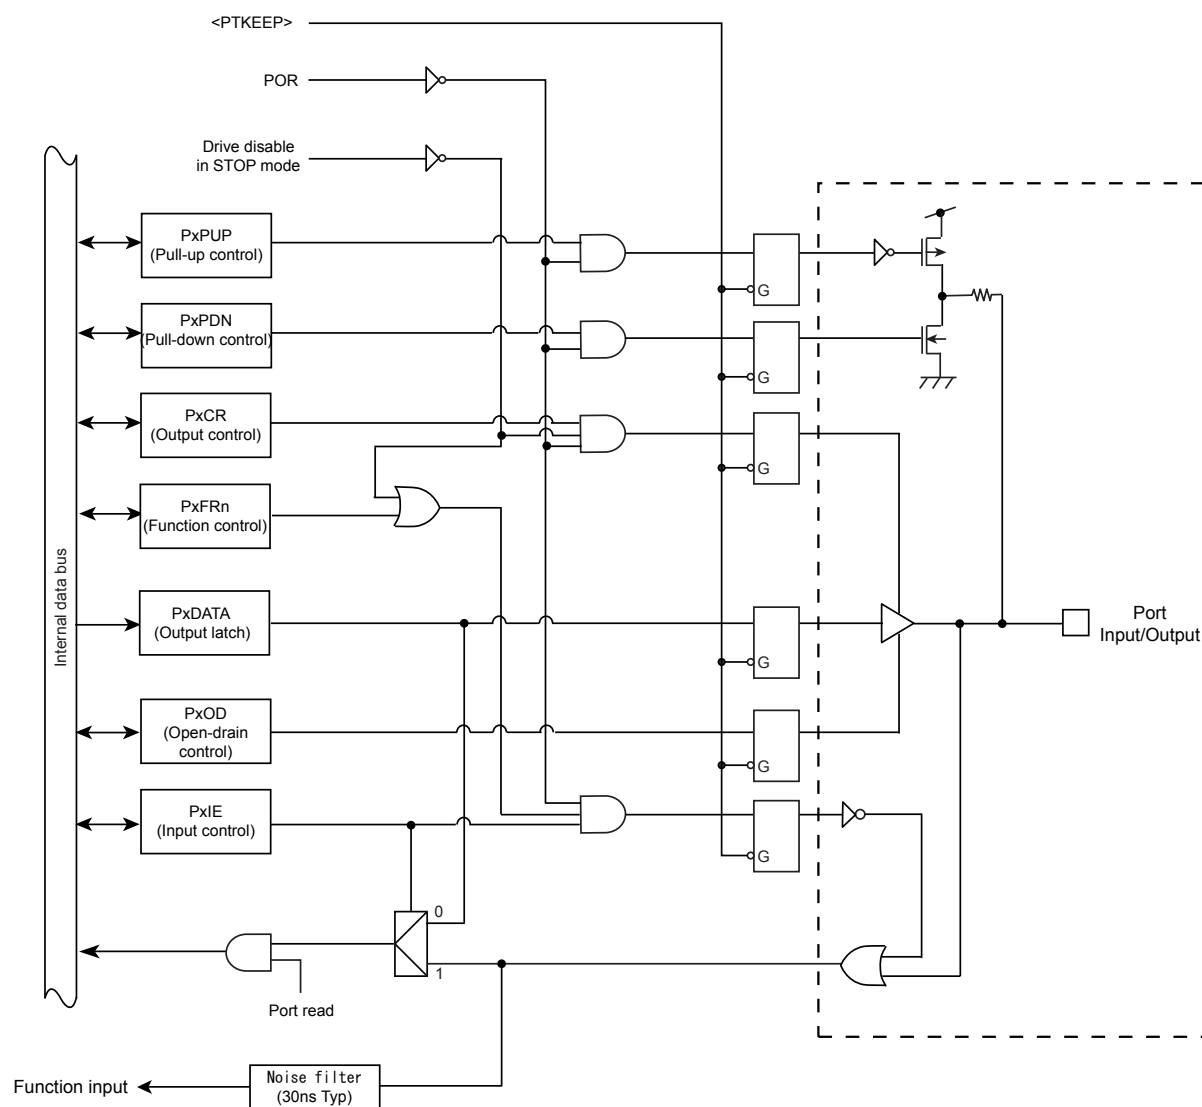 <PTKEEP>
POR
Drive disable
in STOP mode
PxPUP
(Pull-up control)
G
PxPDN
(Pull-down control)
G
PxCR
(Output control)
G
PxFRn
(Function control)
Internal data bus
PxDATA
(Output latch)
G
Port
Input/Output
PxOD
(Open-drain
control)
G
PxIE
(Input control)
G
0
1
Port read
Function input
Noise filter
(30ns Typ)